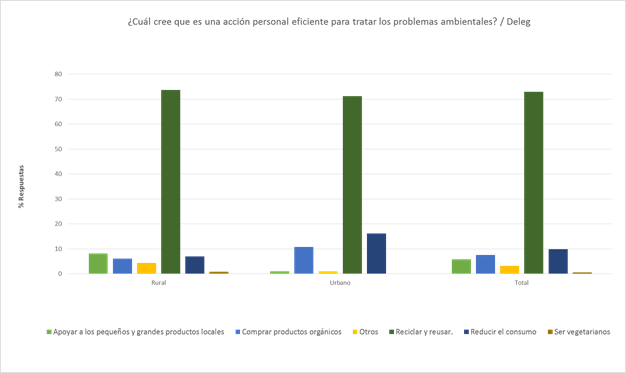 ¿Cuál cree que es una acción personal eficiente para tratar los problemas ambientales? / Deleg
% Respuestas
80
70
60
50
40
30
20
10
0
Rural Urbano Total
Apoyar a los pequeños y grandes productos locales Comprar productos orgánicos Otros Reciclar y reusar. Reducir el consumo Ser vegetarianos